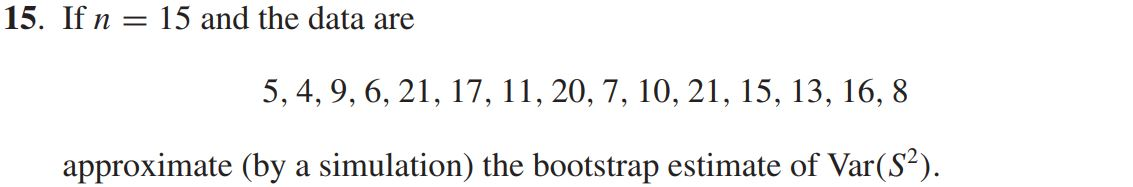 15. If n = 15 and the data are
5, 4, 9, 6, 21, 17, 11, 20, 7, 10, 21, 15, 13, 16, 8
approximate (by a simulation) the bootstrap estimate of Var(S²).